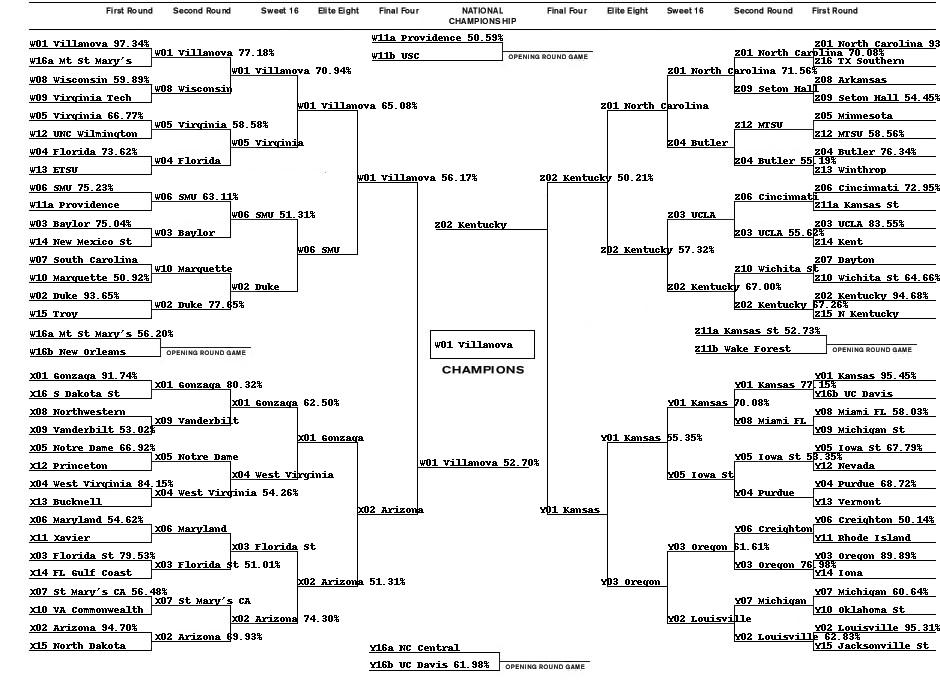 First Round Second Round Sweet 16 Elite Eight Final Four NATIONAL CHAMPIONSHIP Final Four Elite Eight Sweet 16 Second Round First Round
W11a Providence 50.59%
W11b USC
OPENING ROUND GAME
W01 Villanova 97.34%
W16a Mt St Mary's
W08 Wisconsin 59.89%
W09 Virginia Tech
W05 Virginia 66.77%
W12 UNC Wilmington
W04 Florida 73.62%
W13 ETSU
W06 SMU 75.23%
W11a Providence
W03 Baylor 75.04%
W14 New Mexico St
W07 South Carolina
W10 Marquette 50.92%
W02 Duke 93.65%
W15 Troy
W01 Villanova 77.18%
W08 Wisconsin
W05 Virginia 58.58%
W04 Florida
W06 SMU 63.11%
W03 Baylor
W10 Marquette
W02 Duke 77.65%
W01 Villanova 70.94%
W05 Virginia
W06 SMU 51.31%
W02 Duke
W01 Villanova 65.08%
W06 SMU
W01 Villanova 56.17%
W16a Mt St Mary's 56.20%
W16b New Orleans
OPENING ROUND GAME
X01 Gonzaga 91.74%
X16 S Dakota St
X08 Northwestern
X09 Vanderbilt 53.02%
X05 Notre Dame 66.92%
X12 Princeton
X04 West Virginia 84.15%
X13 Bucknell
X06 Maryland 54.62%
X11 Xavier
X03 Florida St 79.53%
X14 FL Gulf Coast
X07 St Mary's CA 56.48%
X10 VA Commonwealth
X02 Arizona 94.70%
X15 North Dakota
X01 Gonzaga 80.32%
X09 Vanderbilt
X05 Notre Dame
X04 West Virginia 54.26%
X06 Maryland
X03 Florida St 51.01%
X07 St Mary's CA
X02 Arizona 69.93%
X01 Gonzaga 62.50%
X04 West Virginia
X03 Florida St
X02 Arizona 74.30%
X01 Gonzaga
X02 Arizona 51.31%
X02 Arizona
Z02 Kentucky
W01 Villanova
CHAMPIONS
W01 Villanova 52.70%
Z02 Kentucky 50.21%
Z01 North Carolina
Z02 Kentucky 57.32%
Z01 North Carolina 71.56%
Z04 Butler
Z03 UCLA
Z02 Kentucky 67.00%
Z01 North Carolina 70.08%
Z09 Seton Hall
Z12 MTSU
Z04 Butler 55.19%
Z06 Cincinnati
Z03 UCLA 55.62%
Z10 Wichita St
Z02 Kentucky 67.26%
Z01 North Carolina 93
Z16 TX Southern
Z08 Arkansas
Z09 Seton Hall 54.45%
Z05 Minnesota
Z12 MTSU 58.56%
Z04 Butler 76.34%
Z13 Winthrop
Z06 Cincinnati 72.95%
Z11a Kansas St
Z03 UCLA 83.55%
Z14 Kent
Z07 Dayton
Z10 Wichita St 64.66%
Z02 Kentucky 94.68%
Z15 N Kentucky
Z11a Kansas St 52.73%
Z11b Wake Forest
OPENING ROUND GAME
Y01 Kansas
Y01 Kansas 55.35%
Y03 Oregon
Y01 Kansas 70.08%
Y05 Iowa St
Y03 Oregon 61.61%
Y02 Louisville
Y01 Kansas 77.15%
Y08 Miami FL
Y05 Iowa St 53.35%
Y04 Purdue
Y06 Creighton
Y03 Oregon 76.98%
Y07 Michigan
Y02 Louisville 62.83%
Y01 Kansas 95.45%
Y16b UC Davis
Y08 Miami FL 58.03%
Y09 Michigan St
Y05 Iowa St 67.79%
Y12 Nevada
Y04 Purdue 68.72%
Y13 Vermont
Y06 Creighton 50.14%
Y11 Rhode Island
Y03 Oregon 89.89%
Y14 Iona
Y07 Michigan 60.64%
Y10 Oklahoma St
Y02 Louisville 95.31%
Y15 Jacksonville St
Y16a NC Central
Y16b UC Davis 61.98%
OPENING ROUND GAME